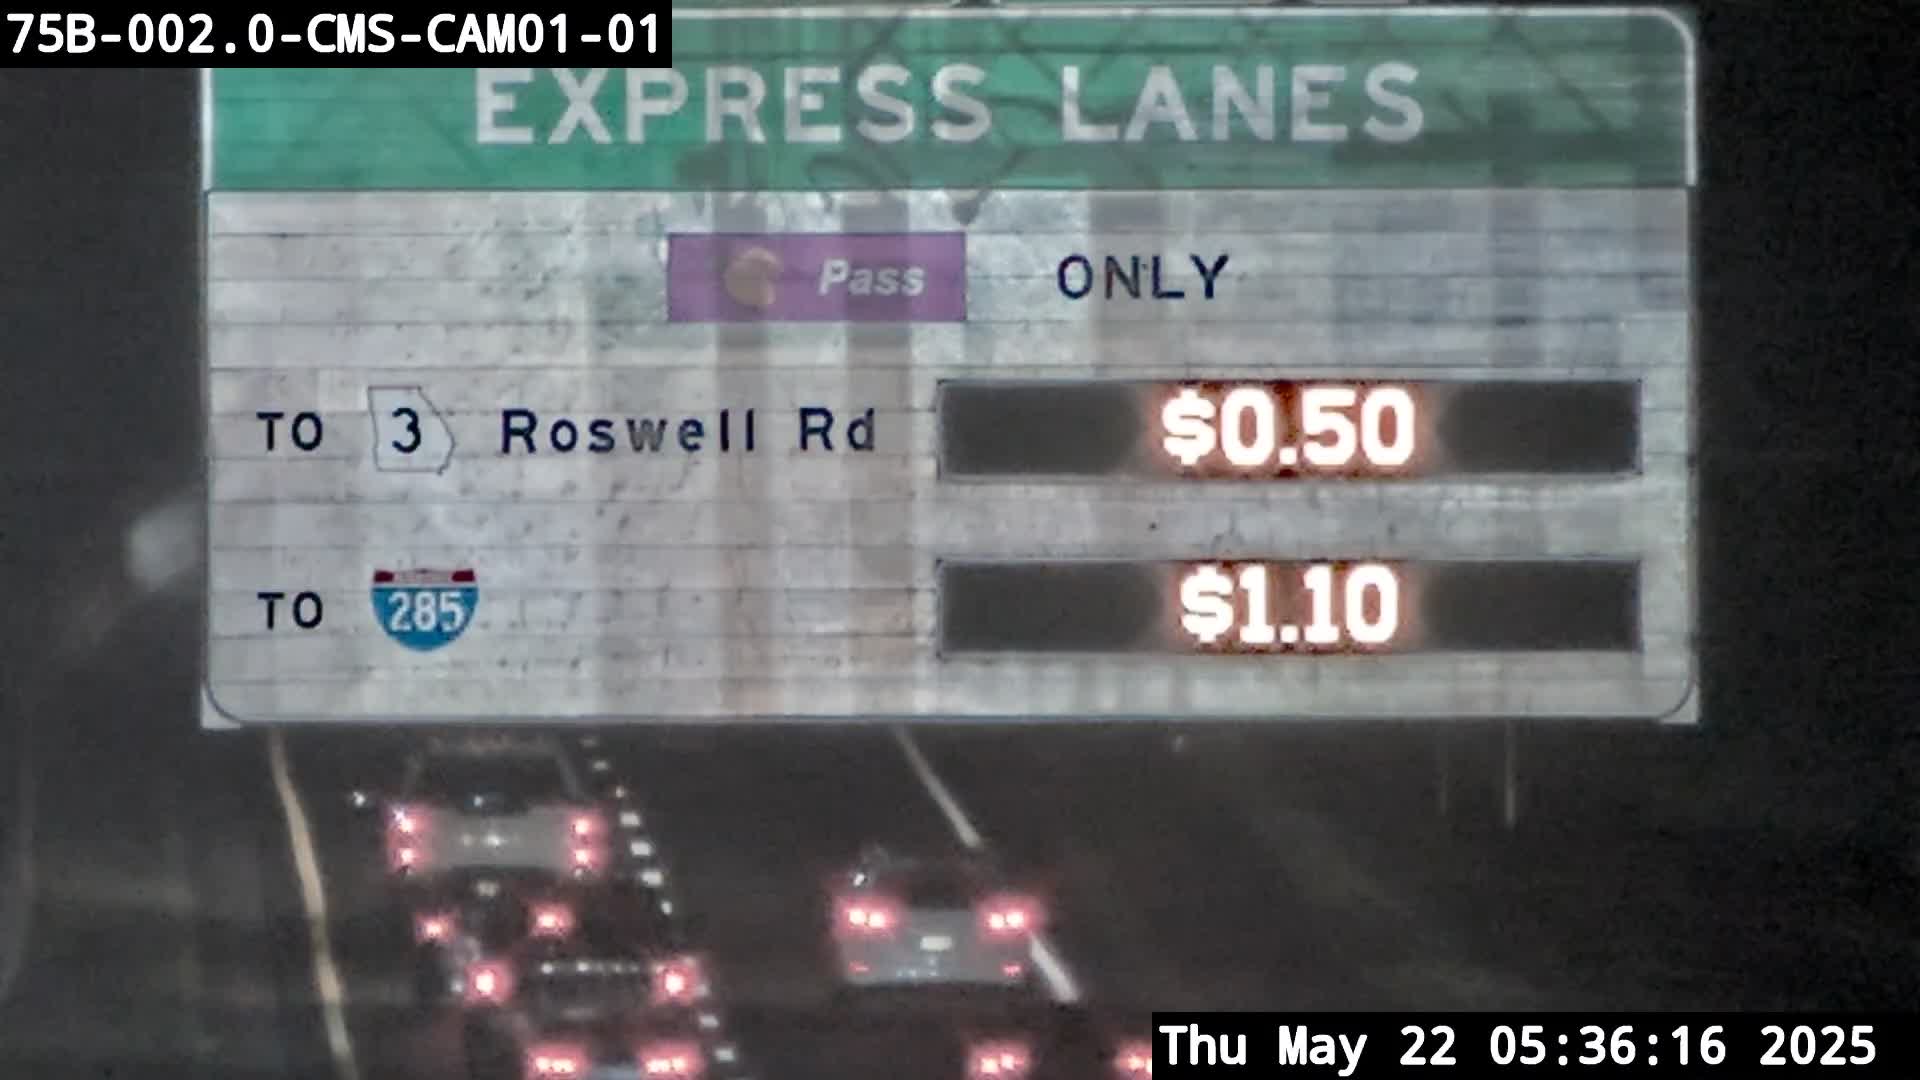 75B-002.0-CMS-CAM01-01
EXPRESS LANES
Pass ONLY
TO 3 Roswell Rd $0.50
TO 285 $1.10
Thu May 22 05:36:16 2025